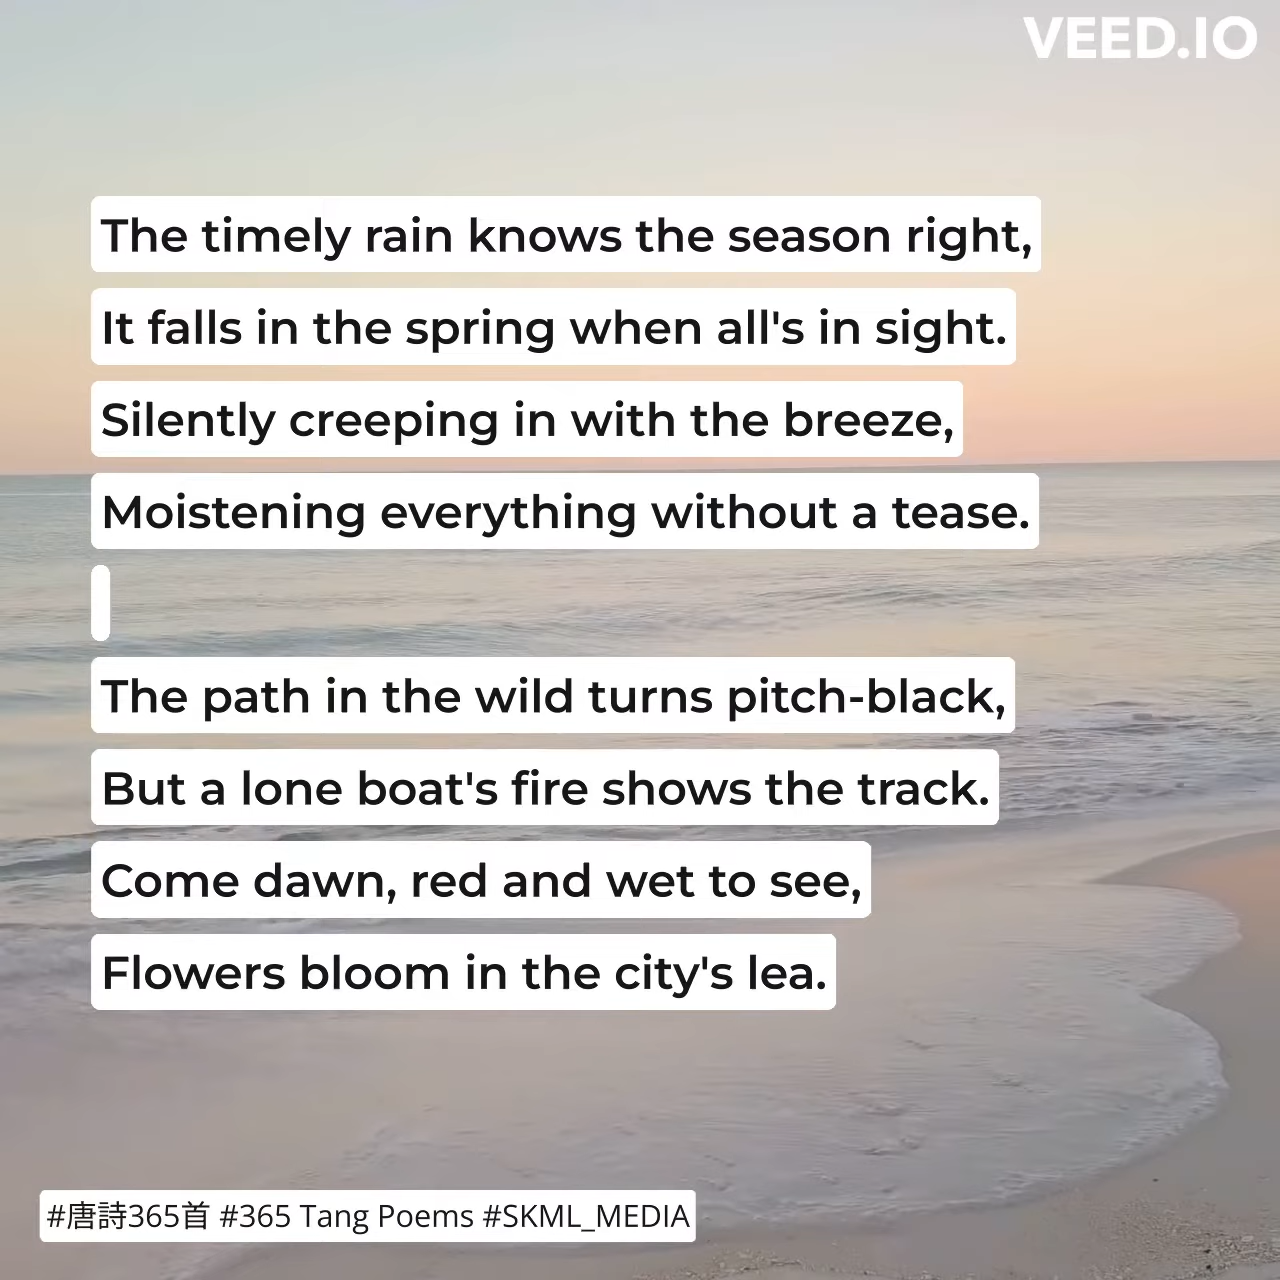 VEED.IO
The timely rain knows the season right,
It falls in the spring when all's in sight.
Silently creeping in with the breeze,
Moistening everything without a tease.
The path in the wild turns pitch-black,
But a lone boat's fire shows the track.
Come dawn, red and wet to see,
Flowers bloom in the city's lea.
#唐詩365首 #365 Tang Poems #SKML_MEDIA